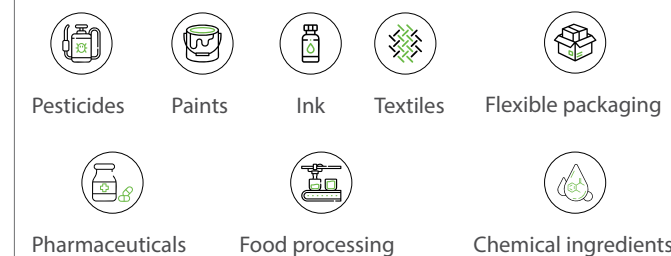 Pesticides Paints Ink Textiles Flexible packaging
Pharmaceuticals Food processing Chemical ingredients